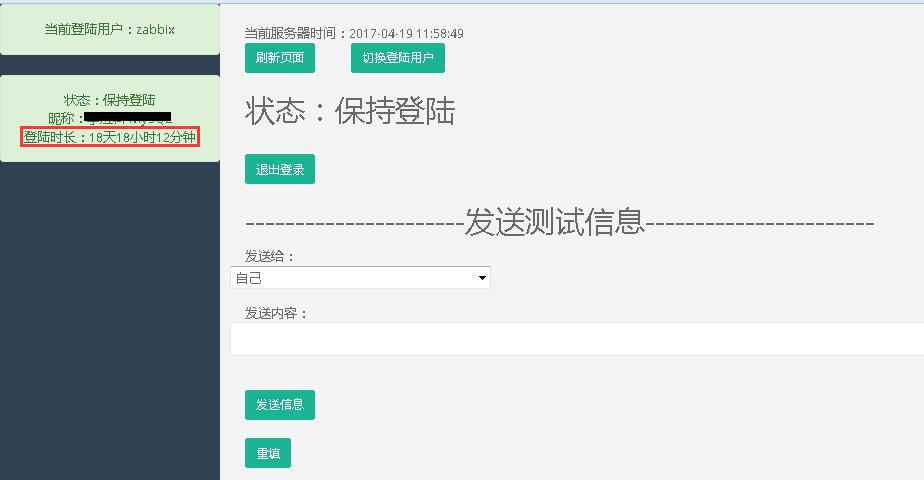 当前登陆用户：zabbix
状态：保持登陆
昵称：
登陆时长：18天18小时12分钟
当前服务器时间：2017-04-19 11:58:49
刷新页面 切换登陆用户
状态：保持登陆
退出登录
----------------------发送测试信息-----------------------
发送给：
自己
发送内容：
发送信息
重填